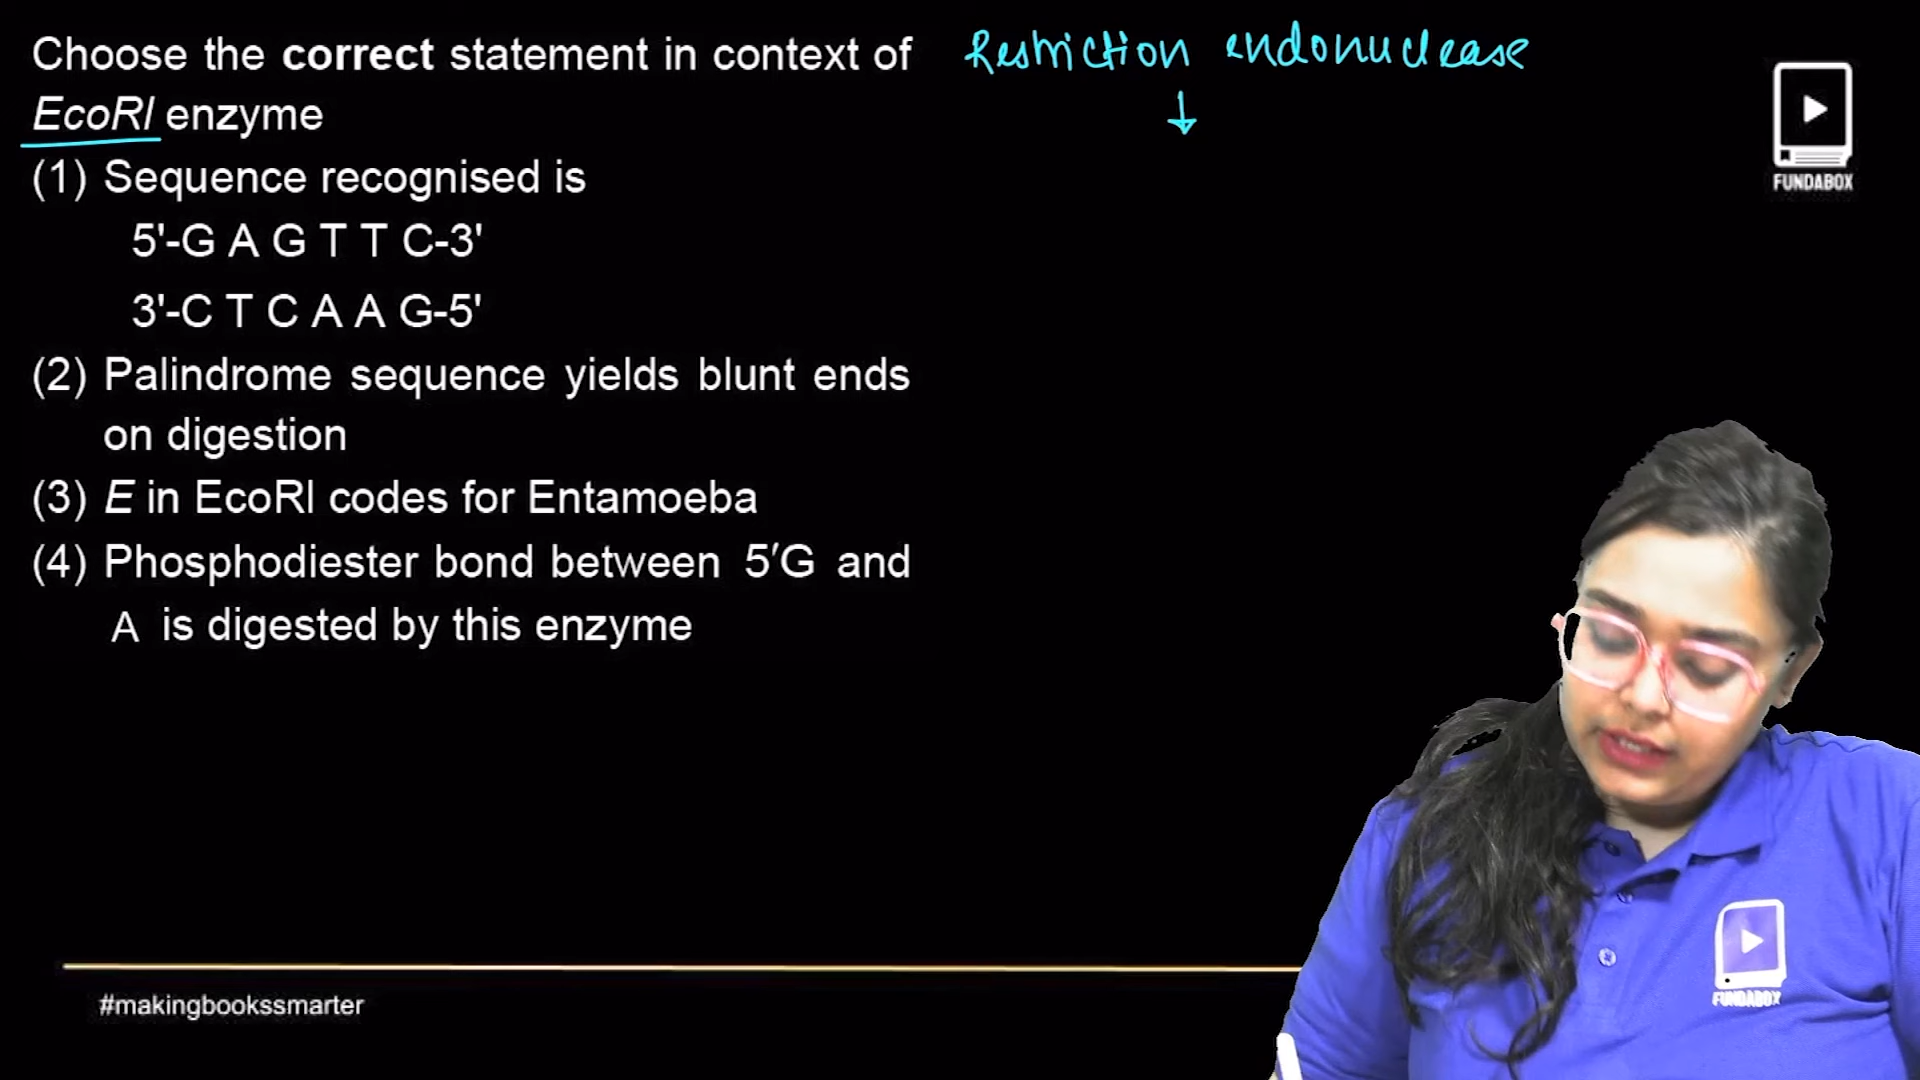 Choose the correct statement in context of
EcoRI enzyme
(1) Sequence recognised is
5'-G A G T T C-3'
3'-C T C A A G-5'
(2) Palindrome sequence yields blunt ends
on digestion
(3) E in EcoRI codes for Entamoeba
(4) Phosphodiester bond between 5′G and
A is digested by this enzyme
Restriction endonuclease
↓
FUNDABOX
FUNDABOX
#makingbookssmarter